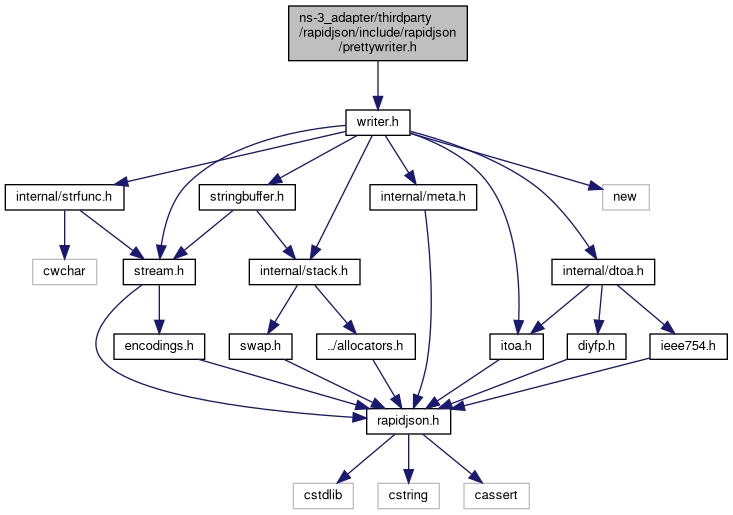 ns-3_adapter/thirdparty
/rapidjson/include/rapidjson
/prettywriter.h
writer.h
internal/strfunc.h
stringbuffer.h
internal/meta.h
new
cwchar
stream.h
internal/stack.h
internal/dtoa.h
encodings.h
swap.h
../allocators.h
itoa.h
diyfp.h
ieee754.h
rapidjson.h
cstdlib
cstring
cassert